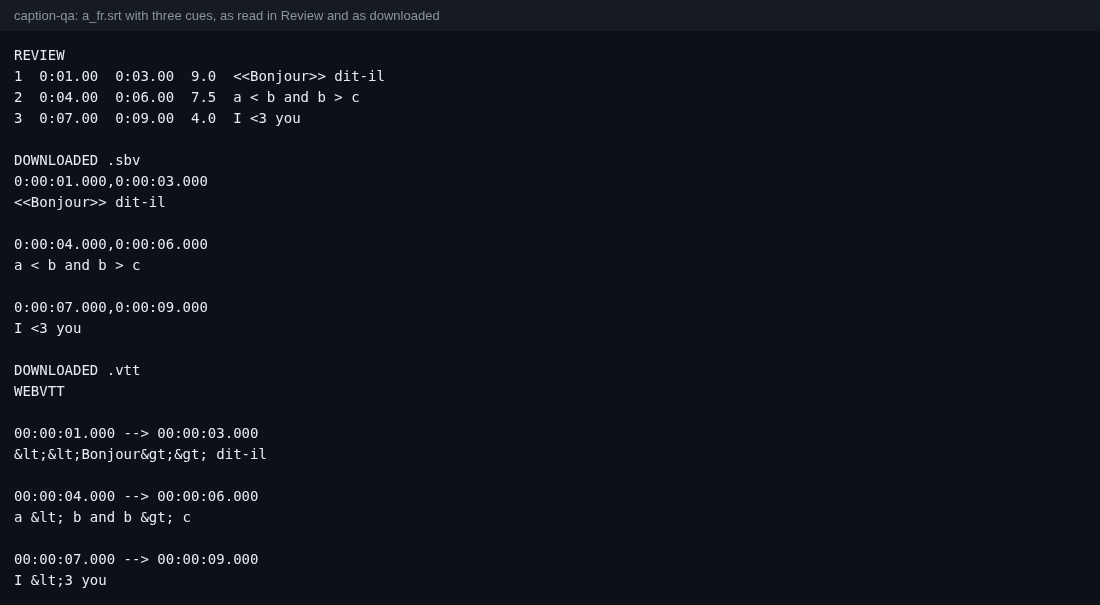 caption-qa: a_fr.srt with three cues, as read in Review and as downloaded
REVIEW
1  0:01.00  0:03.00  9.0  <<Bonjour>> dit-il
2  0:04.00  0:06.00  7.5  a < b and b > c
3  0:07.00  0:09.00  4.0  I <3 you

DOWNLOADED .sbv
0:00:01.000,0:00:03.000
<<Bonjour>> dit-il

0:00:04.000,0:00:06.000
a < b and b > c

0:00:07.000,0:00:09.000
I <3 you

DOWNLOADED .vtt
WEBVTT

00:00:01.000 --> 00:00:03.000
&lt;&lt;Bonjour&gt;&gt; dit-il

00:00:04.000 --> 00:00:06.000
a &lt; b and b &gt; c

00:00:07.000 --> 00:00:09.000
I &lt;3 you